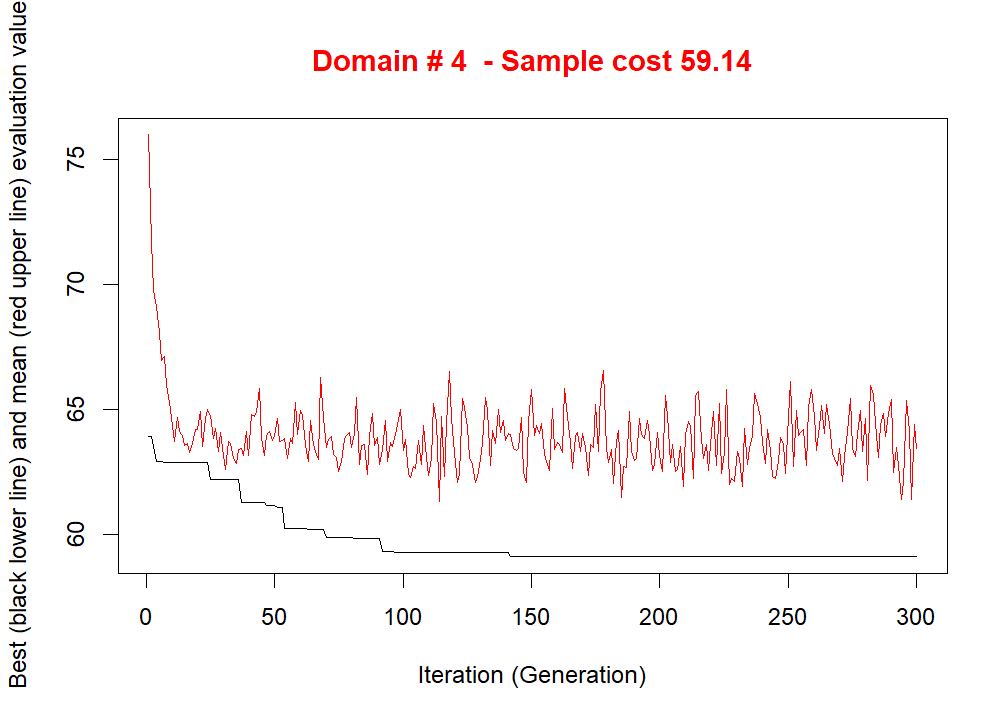 Domain # 4 - Sample cost 59.14
Best (black lower line) and mean (red upper line) evaluation value
75
70
65
60
0 50 100 150 200 250 300
Iteration (Generation)